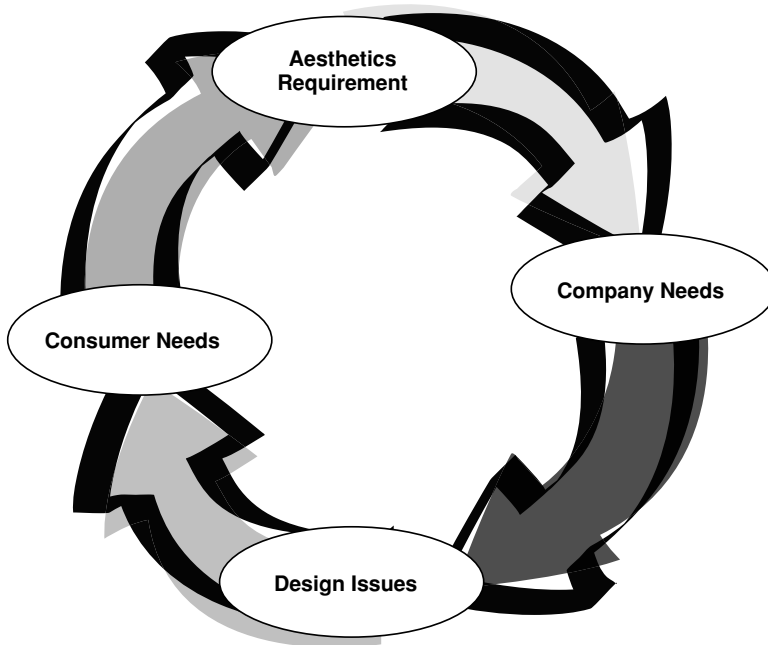 Aesthetics
Requirement
Company Needs
Consumer Needs
Design Issues